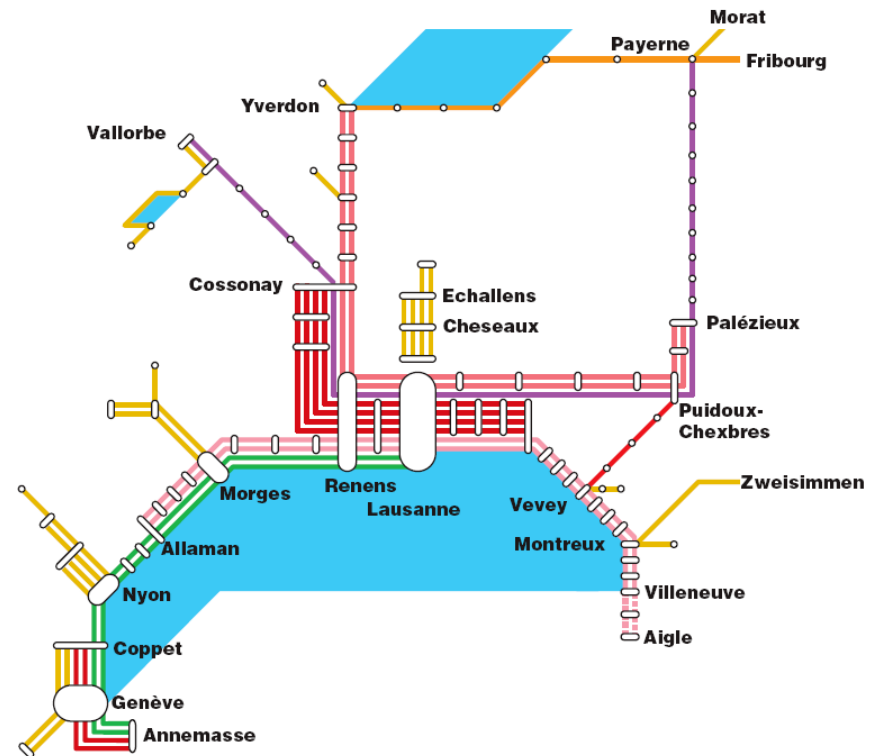 Morat
Payerne
Fribourg
Yverdon
Vallorbe
Cossonay
Echallens
Cheseaux
Palézieux
Puidoux-
Chexbres
Morges
Renens
Lausanne
Vevey
Zweisimmen
Allaman
Montreux
Nyon
Villeneuve
Aigle
Coppet
Genève
Annemasse